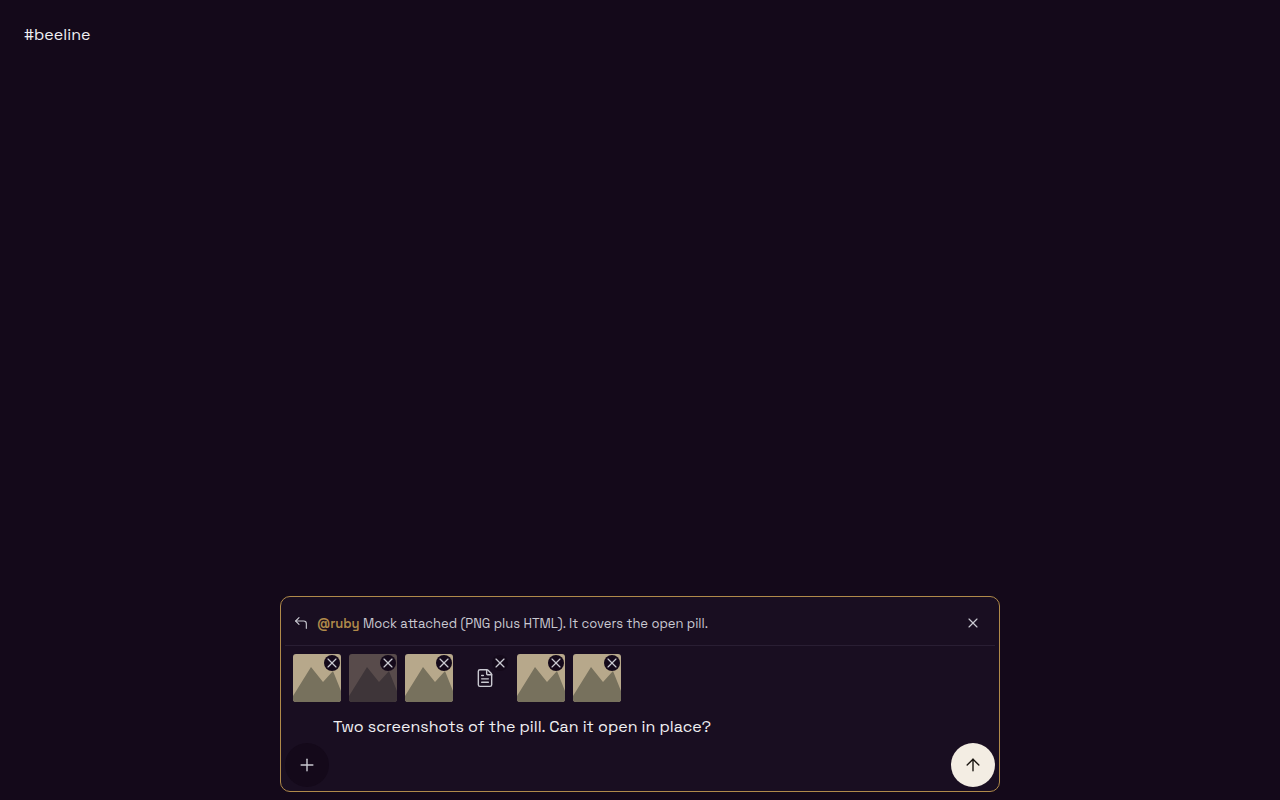 #beeline
@ruby Mock attached (PNG plus HTML). It covers the open pill.
Two screenshots of the pill. Can it open in place?